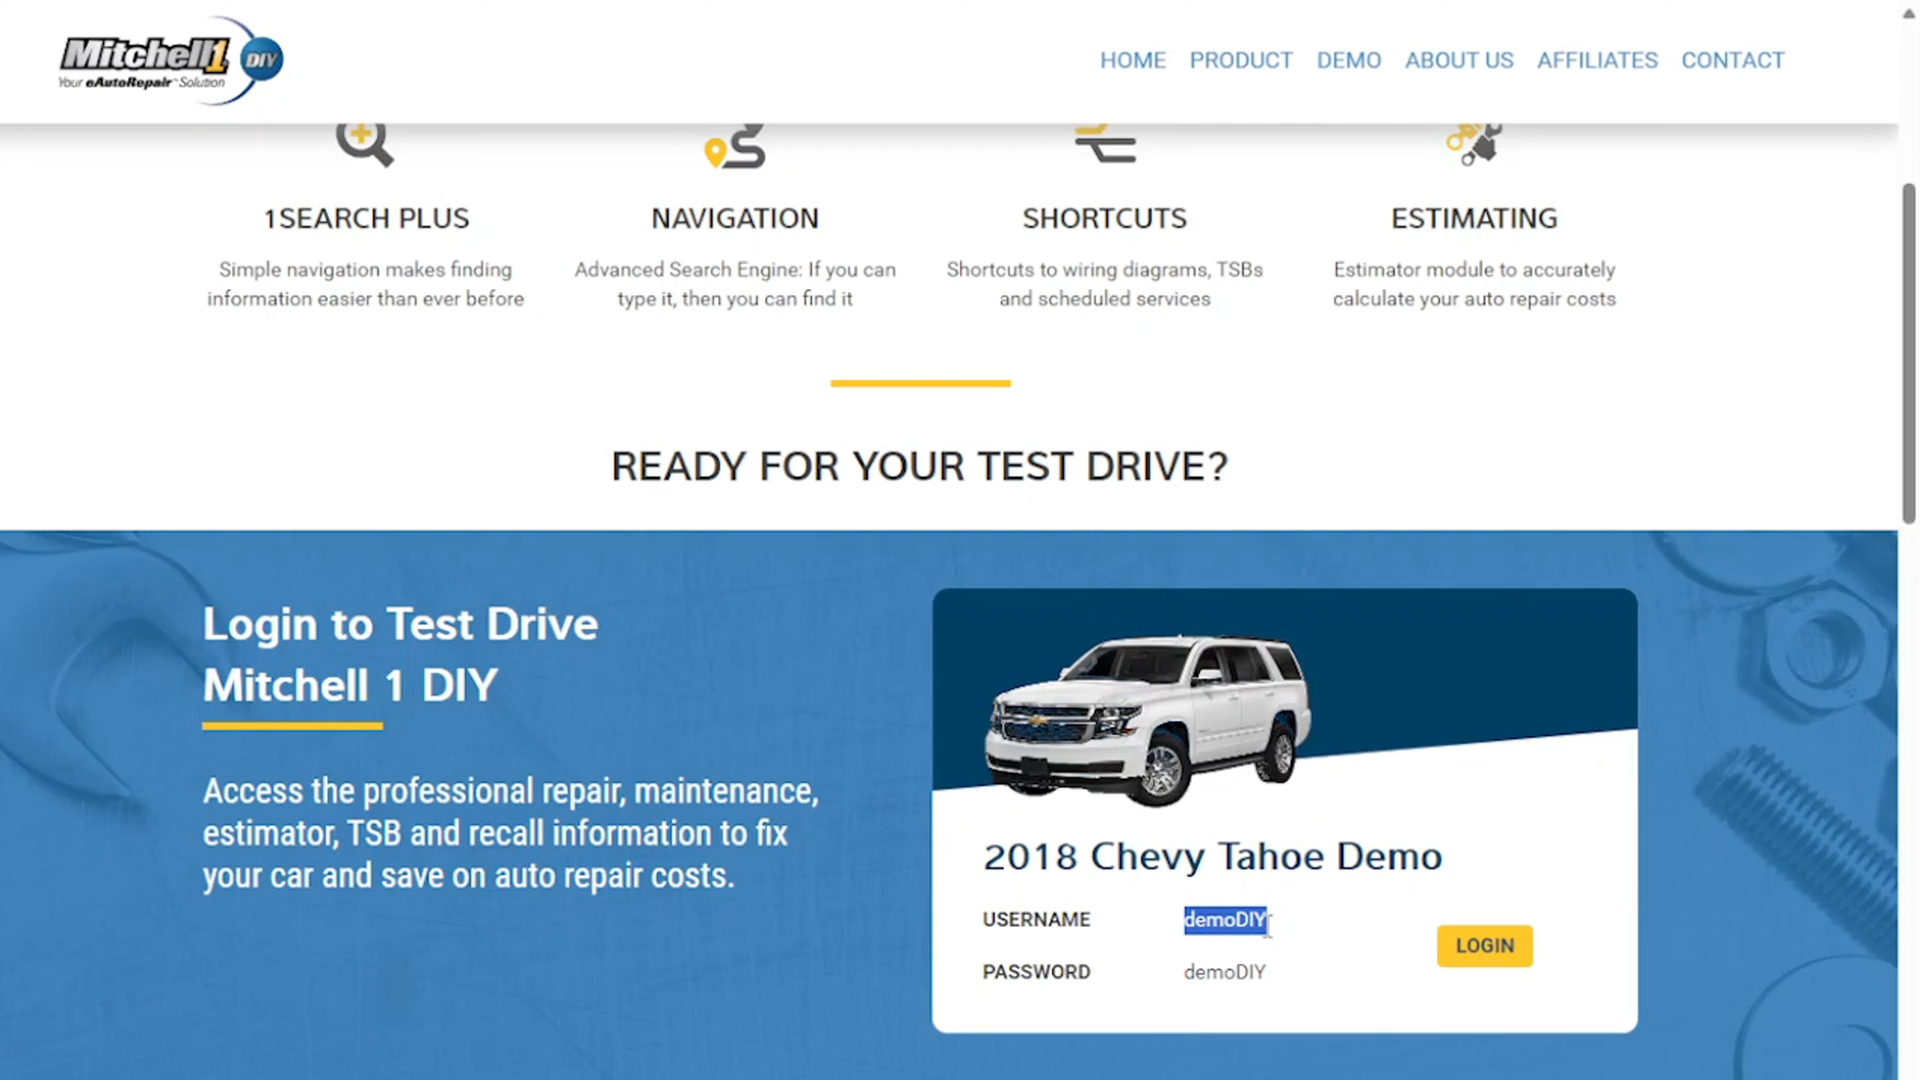 Mitchell1 DIY
Your eAutoRepair™ Solution
HOME PRODUCT DEMO ABOUT US AFFILIATES CONTACT
1SEARCH PLUS
Simple navigation makes finding
information easier than ever before
NAVIGATION
Advanced Search Engine: If you can
type it, then you can find it
SHORTCUTS
Shortcuts to wiring diagrams, TSBs
and scheduled services
ESTIMATING
Estimator module to accurately
calculate your auto repair costs
READY FOR YOUR TEST DRIVE?
Login to Test Drive
Mitchell 1 DIY
Access the professional repair, maintenance,
estimator, TSB and recall information to fix
your car and save on auto repair costs.
2018 Chevy Tahoe Demo
USERNAME demoDIY
PASSWORD demoDIY
LOGIN